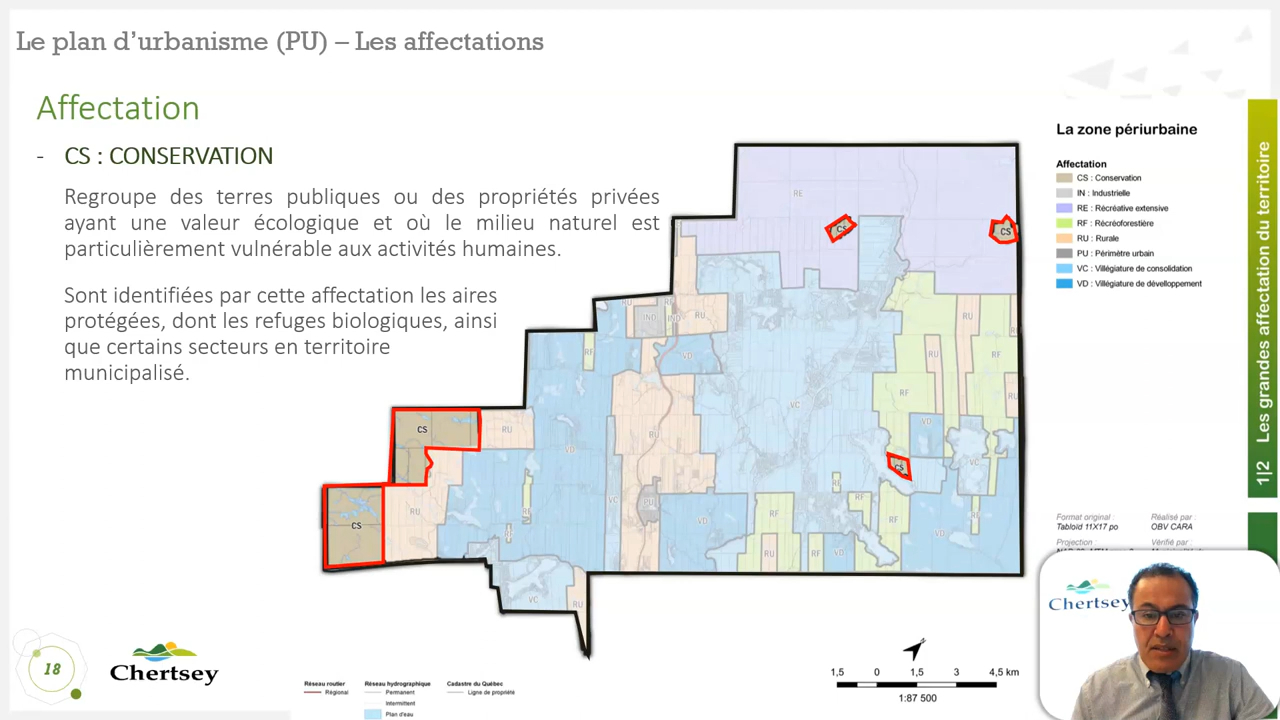 Le plan d'urbanisme (PU) – Les affectations
Affectation
- CS : CONSERVATION
Regroupe des terres publiques ou des propriétés privées
ayant une valeur écologique et où le milieu naturel est
particulièrement vulnérable aux activités humaines.
Sont identifiées par cette affectation les aires
protégées, dont les refuges biologiques, ainsi
que certains secteurs en territoire
municipalisé.
La zone périurbaine
Affectation
CS : Conservation
IN : Industrielle
RE : Récréative extensive
RF : Récréoforestière
RU : Rurale
PU : Périmètre urbain
VC : Villégiature de consolidation
VD : Villégiature de dévelloppement
1|2 Les grandes affectation du territoire
RE
CS
CS
RU
IND
IND
RU
RU
RF
RF
VD
RU
RF
RF
RU
VC
CS
RU
RU
VD
VD
VC
CS
CS
RU
RF
VC
PU
RF
RF
RF
VD
RF
RF
VD
RU
RF
VD
VC
RU
Format original :
Tabloid 11X17 po
Réalisé par :
OBV CARA
Projection :
Vérifié par :
Chertsey
18
Chertsey
Réseau routier
Régional
Réseau hydrographique
Permanent
Intermittent
Plan d'eau
Cadastre du Québec
Ligne de propriété
1,5 0 1,5 3 4,5 km
1:87 500